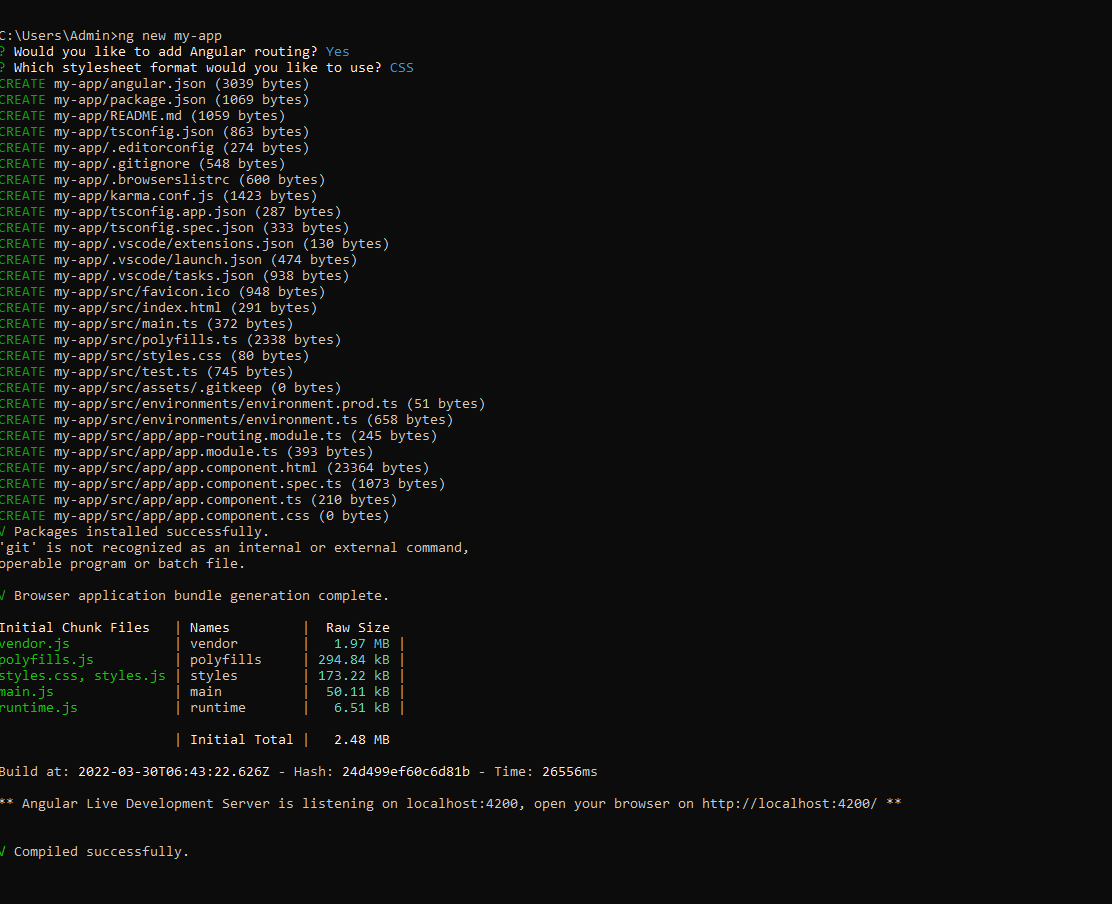 C:\Users\Admin>ng new my-app
? Would you like to add Angular routing? Yes
? Which stylesheet format would you like to use? CSS
CREATE my-app/angular.json (3039 bytes)
CREATE my-app/package.json (1069 bytes)
CREATE my-app/README.md (1059 bytes)
CREATE my-app/tsconfig.json (863 bytes)
CREATE my-app/.editorconfig (274 bytes)
CREATE my-app/.gitignore (548 bytes)
CREATE my-app/.browserslistrc (600 bytes)
CREATE my-app/karma.conf.js (1423 bytes)
CREATE my-app/tsconfig.app.json (287 bytes)
CREATE my-app/tsconfig.spec.json (333 bytes)
CREATE my-app/.vscode/extensions.json (130 bytes)
CREATE my-app/.vscode/launch.json (474 bytes)
CREATE my-app/.vscode/tasks.json (938 bytes)
CREATE my-app/src/favicon.ico (948 bytes)
CREATE my-app/src/index.html (291 bytes)
CREATE my-app/src/main.ts (372 bytes)
CREATE my-app/src/polyfills.ts (2338 bytes)
CREATE my-app/src/styles.css (80 bytes)
CREATE my-app/src/test.ts (745 bytes)
CREATE my-app/src/assets/.gitkeep (0 bytes)
CREATE my-app/src/environments/environment.prod.ts (51 bytes)
CREATE my-app/src/environments/environment.ts (658 bytes)
CREATE my-app/src/app/app-routing.module.ts (245 bytes)
CREATE my-app/src/app/app.module.ts (393 bytes)
CREATE my-app/src/app/app.component.html (23364 bytes)
CREATE my-app/src/app/app.component.spec.ts (1073 bytes)
CREATE my-app/src/app/app.component.ts (210 bytes)
CREATE my-app/src/app/app.component.css (0 bytes)
√ Packages installed successfully.
'git' is not recognized as an internal or external command,
operable program or batch file.
√ Browser application bundle generation complete.
Initial Chunk Files | Names | Raw Size
vendor.js | vendor | 1.97 MB |
polyfills.js | polyfills | 294.84 kB |
styles.css, styles.js | styles | 173.22 kB |
main.js | main | 50.11 kB |
runtime.js | runtime | 6.51 kB |
| Initial Total | 2.48 MB
Build at: 2022-03-30T06:43:22.626Z - Hash: 24d499ef60c6d81b - Time: 26556ms
** Angular Live Development Server is listening on localhost:4200, open your browser on http://localhost:4200/ **
√ Compiled successfully.